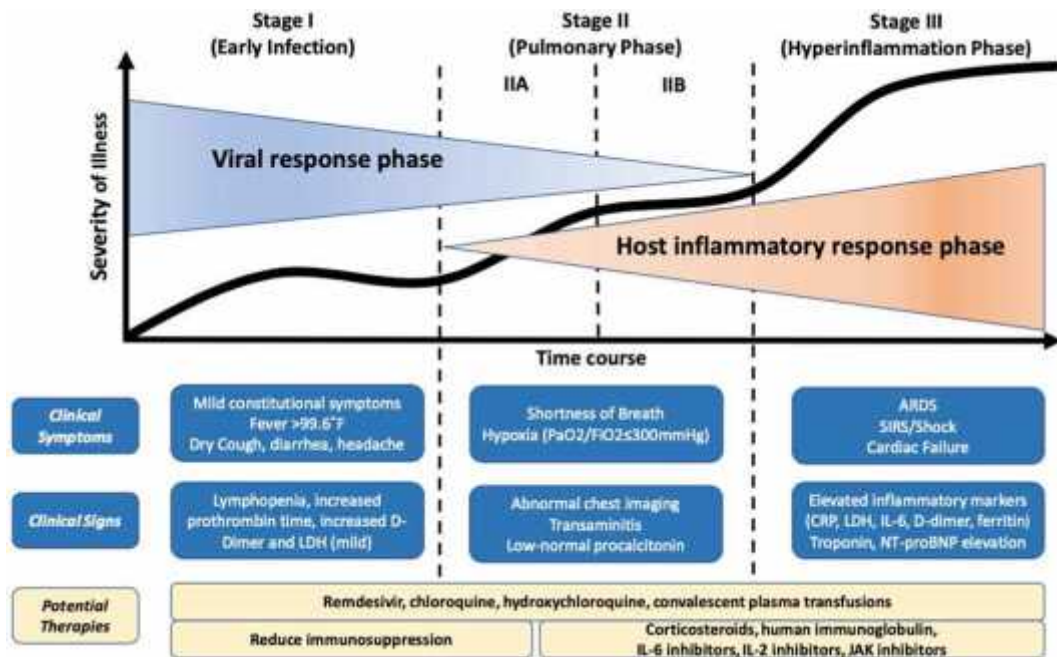 Stage I
(Early Infection)
Stage II
(Pulmonary Phase)
Stage III
(Hyperinflammation Phase)
IIA
IIB
Severity of Illness
Viral response phase
Host inflammatory response phase
Time course
Clinical
Symptoms
Mild constitutional symptoms
Fever >99.6°F
Dry Cough, diarrhea, headache
Shortness of Breath
Hypoxia (PaO2/FiO2≤300mmHg)
ARDS
SIRS/Shock
Cardiac Failure
Clinical Signs
Lymphopenia, increased
prothrombin time, increased D-
Dimer and LDH (mild)
Abnormal chest imaging
Transaminitis
Low-normal procalcitonin
Elevated inflammatory markers
(CRP, LDH, IL-6, D-dimer, ferritin)
Troponin, NT-proBNP elevation
Potential
Therapies
Remdesivir, chloroquine, hydroxychloroquine, convalescent plasma transfusions
Reduce immunosuppression
Corticosteroids, human immunoglobulin,
IL-6 inhibitors, IL-2 inhibitors, JAK inhibitors